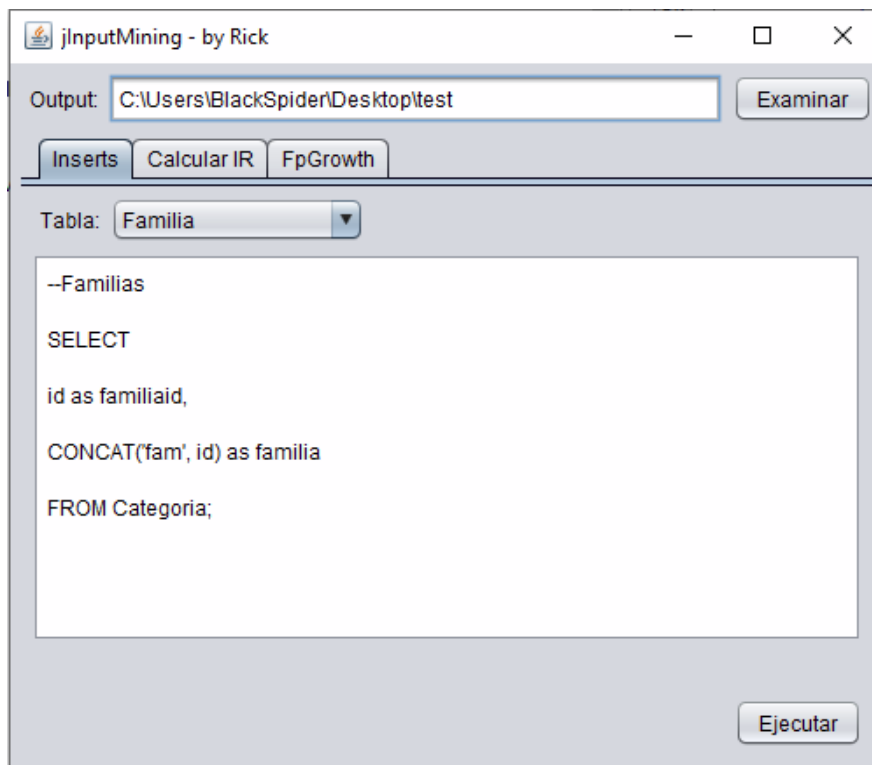 jInputMining - by Rick
Output: C:\Users\BlackSpider\Desktop\test Examinar
Inserts Calcular IR FpGrowth
Tabla: Familia
--Familias
SELECT
id as familiaid,
CONCAT('fam', id) as familia
FROM Categoria;
Ejecutar